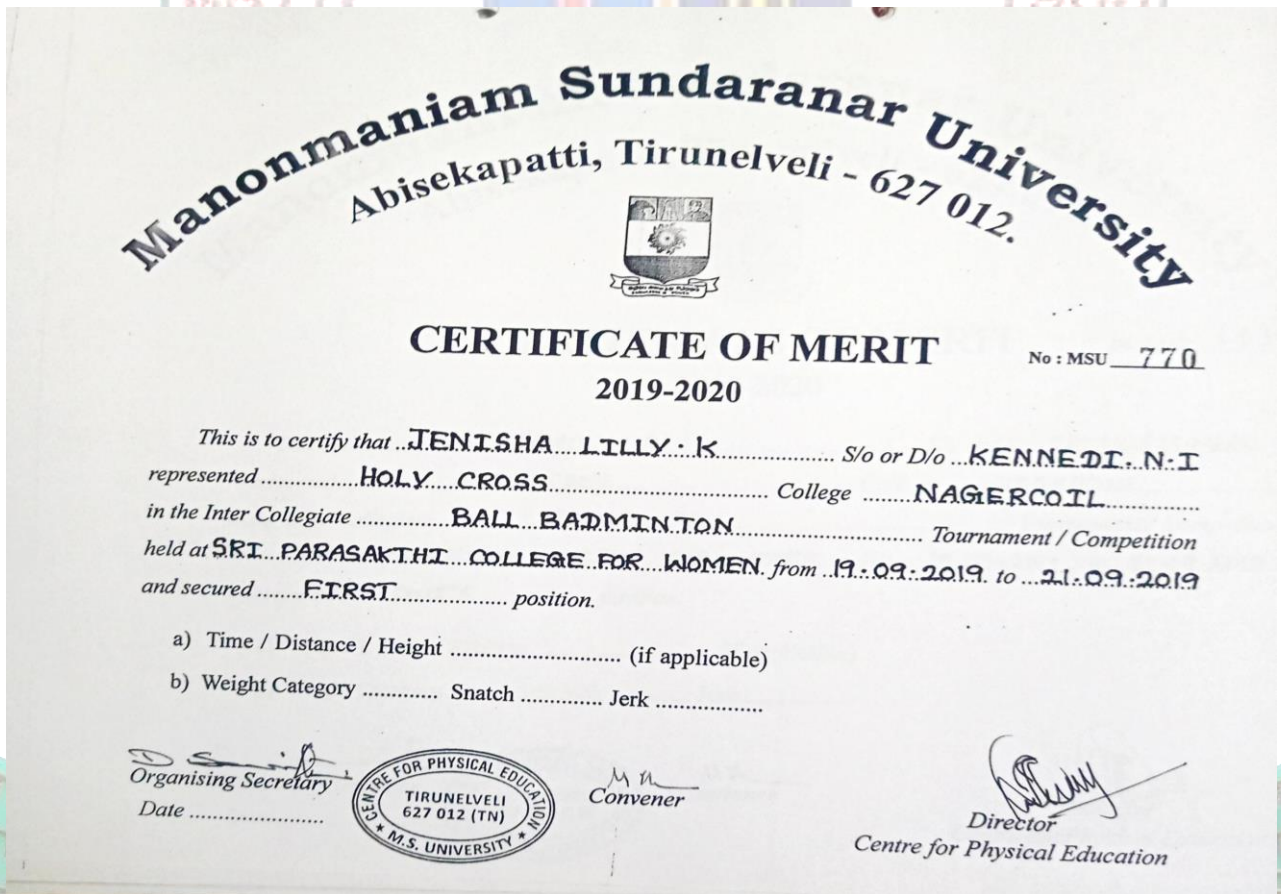 Manonmaniam Sundaranar University
Abisekapatti, Tirunelveli - 627 012.
CERTIFICATE OF MERIT
No : MSU 770
2019-2020
This is to certify that ..JENISHA LILLY. K.................. S/o or D/o ...KENNEDI. N.I
represented ...............HOLY CROSS................................. College ........NAGERCOIL...............
in the Inter Collegiate ..............BALL BADMINTON............................ Tournament / Competition
held at SRI PARASAKTHI COLLEGE FOR WOMEN. from ..19.09.2019. to ...21.09.2019
and secured ........FIRST.................... position.
a) Time / Distance / Height ............................. (if applicable)
b) Weight Category ............. Snatch .............. Jerk ..................
Organising Secretary
Date .......................
CENTRE FOR PHYSICAL EDUCATION
TIRUNELVELI
627 012 (TN)
* M.S. UNIVERSITY *
Convener
Director
Centre for Physical Education